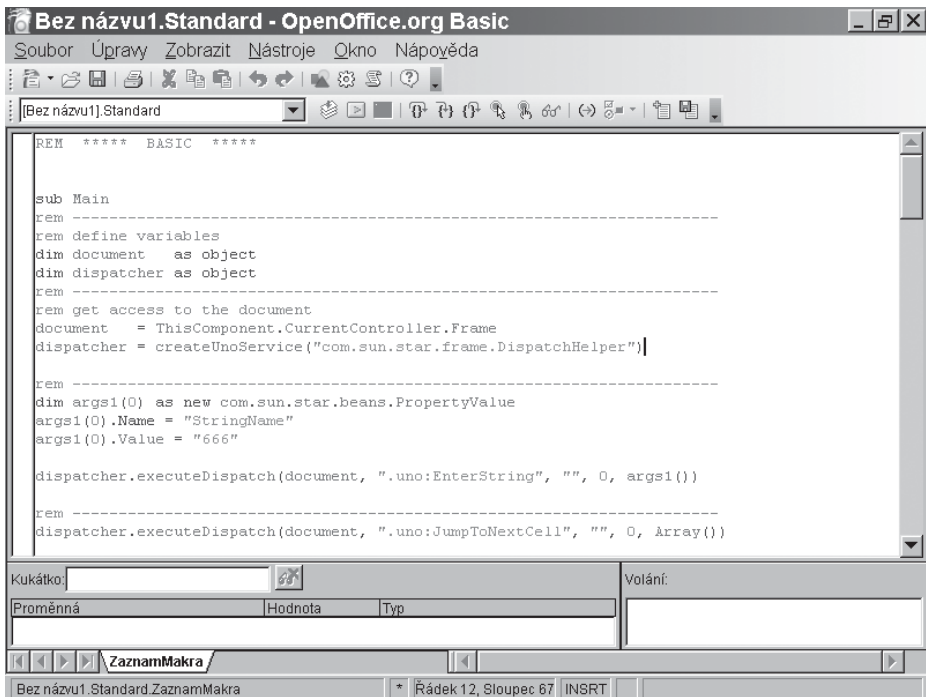 Bez názvu1.Standard - OpenOffice.org Basic
Soubor Úpravy Zobrazit Nástroje Okno Nápověda
[Bez názvu1].Standard
REM ***** BASIC *****
sub Main
rem ----------------------------------------------------------------------
rem define variables
dim document   as object
dim dispatcher as object
rem ----------------------------------------------------------------------
rem get access to the document
document   = ThisComponent.CurrentController.Frame
dispatcher = createUnoService("com.sun.star.frame.DispatchHelper")
rem ----------------------------------------------------------------------
dim args1(0) as new com.sun.star.beans.PropertyValue
args1(0).Name = "StringName"
args1(0).Value = "666"
dispatcher.executeDispatch(document, ".uno:EnterString", "", 0, args1())
rem ----------------------------------------------------------------------
dispatcher.executeDispatch(document, ".uno:JumpToNextCell", "", 0, Array())
Kukátko:
Volání:
Proměnná Hodnota Typ
ZaznamMakra
Bez názvu1.Standard.ZaznamMakra * Řádek 12, Sloupec 67 INSRT